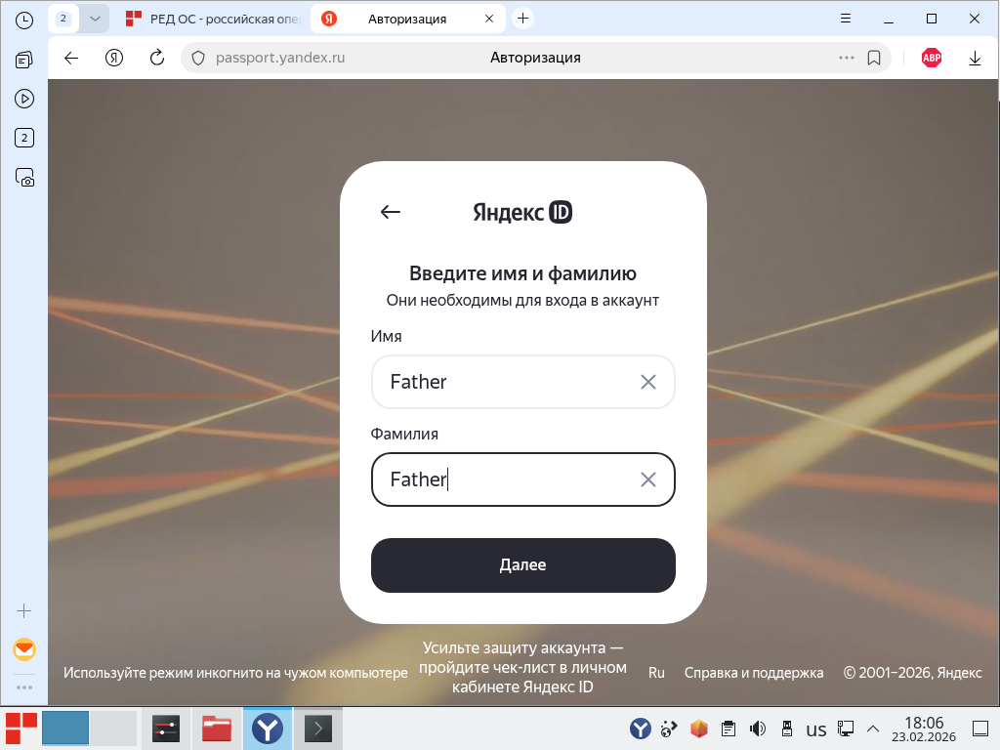 2
РЕД ОС - российская опе
Авторизация
passport.yandex.ru
Авторизация
ABP
2
Яндекс ID
Введите имя и фамилию
Они необходимы для входа в аккаунт
Имя
Father
Фамилия
Father
Далее
Используйте режим инкогнито на чужом компьютере
Усильте защиту аккаунта —
пройдите чек-лист в личном
кабинете Яндекс ID
Ru
Справка и поддержка
© 2001–2026, Яндекс
us
18:06
23.02.2026